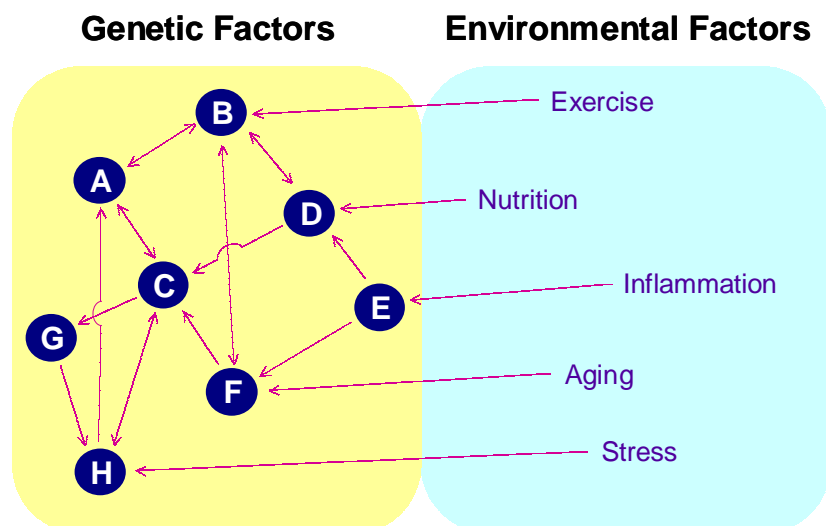 Genetic Factors
Environmental Factors
B
Exercise
A
D
Nutrition
C
E
Inflammation
G
F
Aging
H
Stress